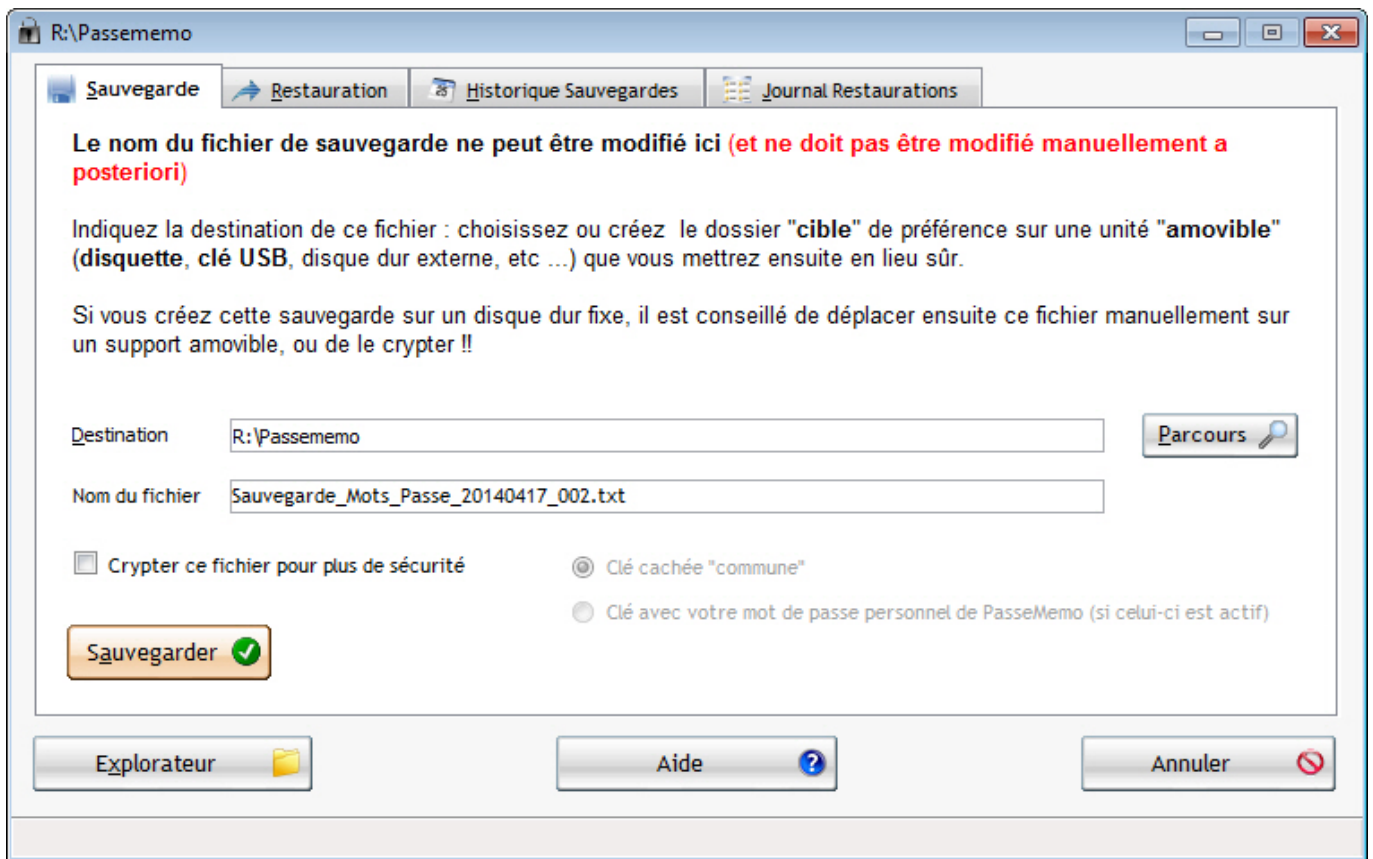 R:\Passememo
Sauvegarde
Restauration
Historique Sauvegardes
Journal Restaurations
Le nom du fichier de sauvegarde ne peut être modifié ici (et ne doit pas être modifié manuellement a
posteriori)
Indiquez la destination de ce fichier : choisissez ou créez le dossier "cible" de préférence sur une unité "amovible"
(disquette, clé USB, disque dur externe, etc ...) que vous mettrez ensuite en lieu sûr.
Si vous créez cette sauvegarde sur un disque dur fixe, il est conseillé de déplacer ensuite ce fichier manuellement sur
un support amovible, ou de le crypter !!
Destination
R:\Passememo
Parcours
Nom du fichier
Sauvegarde_Mots_Passe_20140417_002.txt
Crypter ce fichier pour plus de sécurité
Clé cachée "commune"
Clé avec votre mot de passe personnel de PasseMemo (si celui-ci est actif)
Sauvegarder
Explorateur
Aide
Annuler